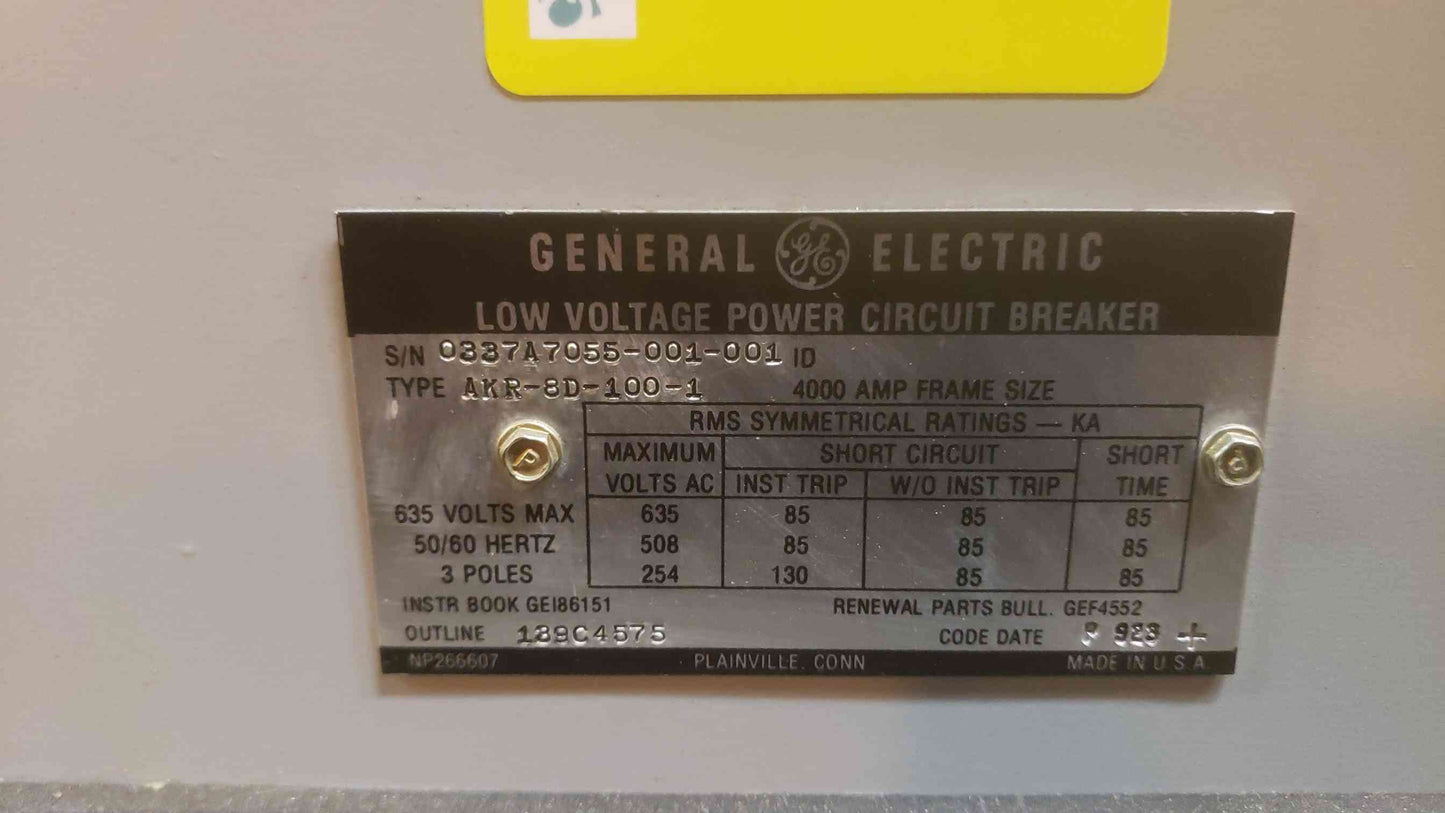 GENERAL GE ELECTRIC
LOW VOLTAGE POWER CIRCUIT BREAKER
S/N 0337A7055-001-001 ID
TYPE AKR-8D-100-1 4000 AMP FRAME SIZE
RMS SYMMETRICAL RATINGS — KA
MAXIMUM VOLTS AC SHORT CIRCUIT SHORT TIME
INST TRIP W/O INST TRIP
635 VOLTS MAX 635 85 85 85
50/60 HERTZ 508 85 85 85
3 POLES 254 130 85 85
INSTR BOOK GEI86151 RENEWAL PARTS BULL. GEF4552
OUTLINE 139C4575 CODE DATE 923 +
NP266607 PLAINVILLE, CONN MADE IN U.S.A.